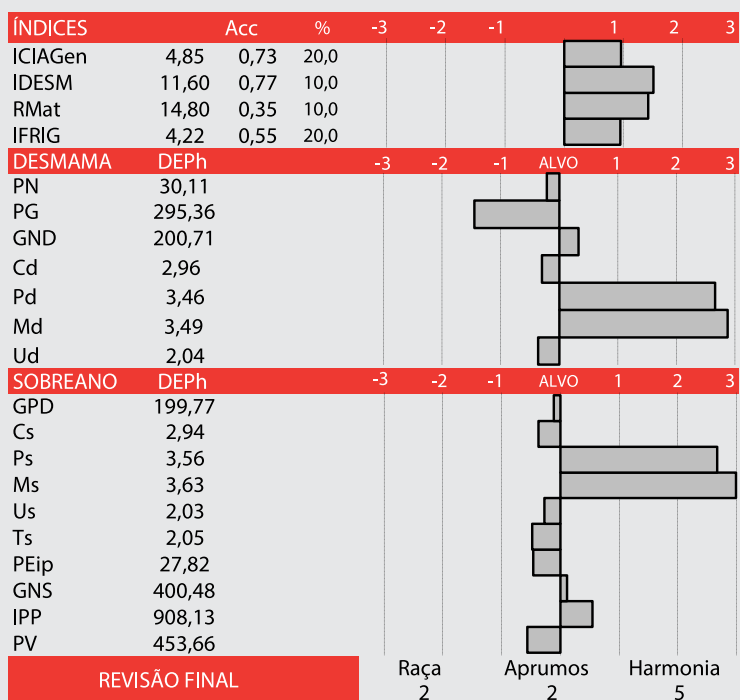 ÍNDICES Acc % -3 -2 -1 1 2 3
ICIAGen 4,85 0,73 20,0
IDESM 11,60 0,77 10,0
RMat 14,80 0,35 10,0
IFRIG 4,22 0,55 20,0
DESMAMA DEPh -3 -2 -1 ALVO 1 2 3
PN 30,11
PG 295,36
GND 200,71
Cd 2,96
Pd 3,46
Md 3,49
Ud 2,04
SOBREANO DEPh -3 -2 -1 ALVO 1 2 3
GPD 199,77
Cs 2,94
Ps 3,56
Ms 3,63
Us 2,03
Ts 2,05
PEip 27,82
GNS 400,48
IPP 908,13
PV 453,66
REVISÃO FINAL Raça Aprumos Harmonia
2 2 5